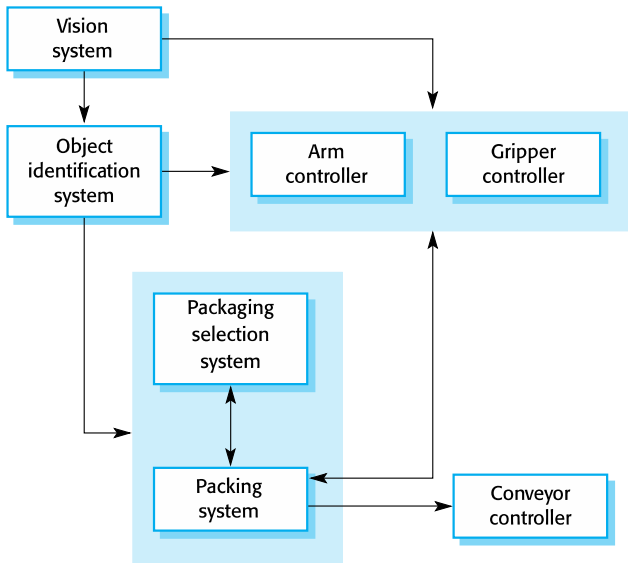 Vision
system
Object
identification
system
Arm
controller
Gripper
controller
Packaging
selection
system
Packing
system
Conveyor
controller